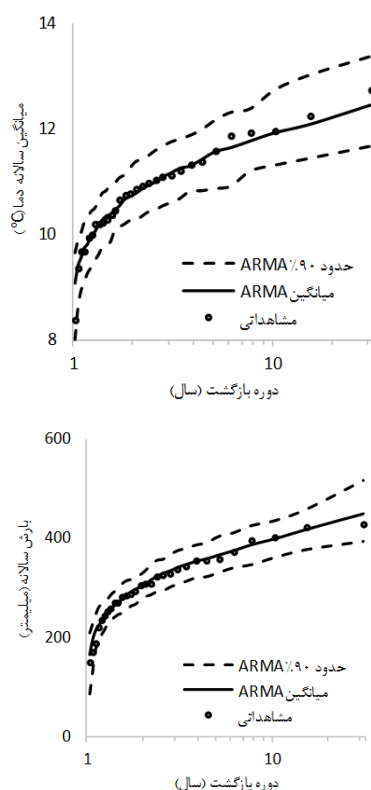 14
12
10
8
میانگین سالانه دما (℃)
حدود ۹۰٪ ARMA
میانگین ARMA
مشاهداتی
1
10
دوره بازگشت (سال)
600
400
200
0
بارش سالانه (میلیمتر)
حدود ۹۰٪ ARMA
میانگین ARMA
مشاهداتی
1
10
دوره بازگشت (سال)